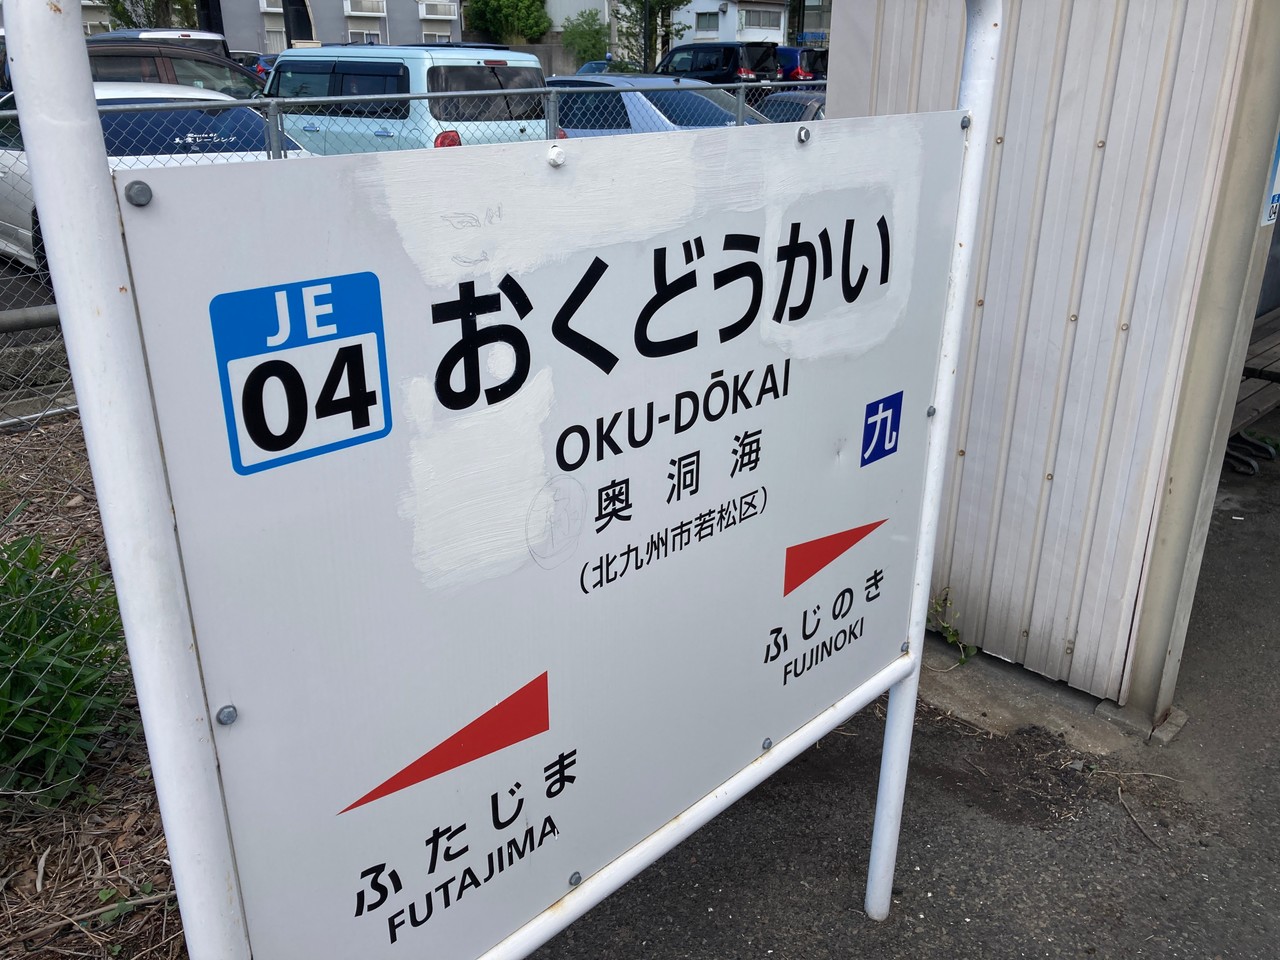 JE
04
おくどうかい
OKU-DŌKAI
奥洞海
(北九州市若松区)
九
ふじのき
FUJINOKI
ふたじま
FUTAJIMA